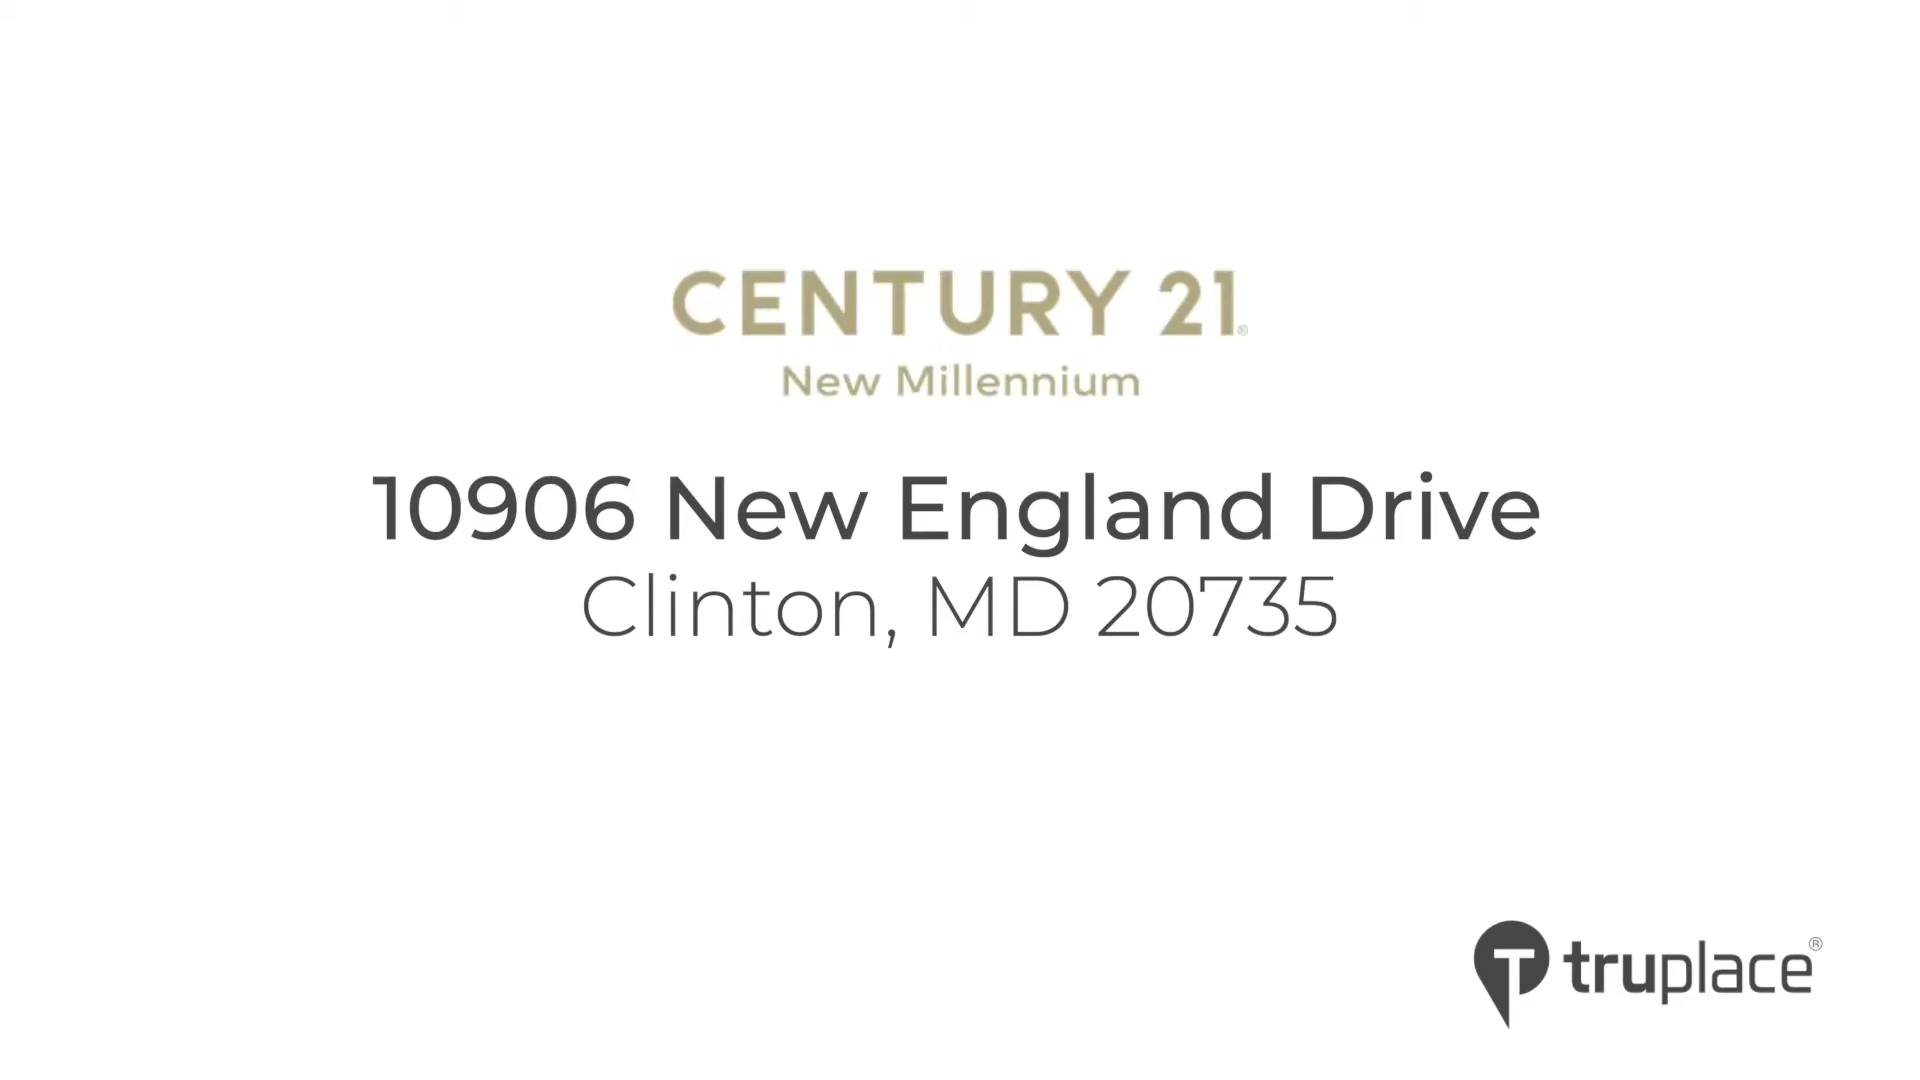 CENTURY 21®
New Millennium
10906 New England Drive
Clinton, MD 20735
truplace®